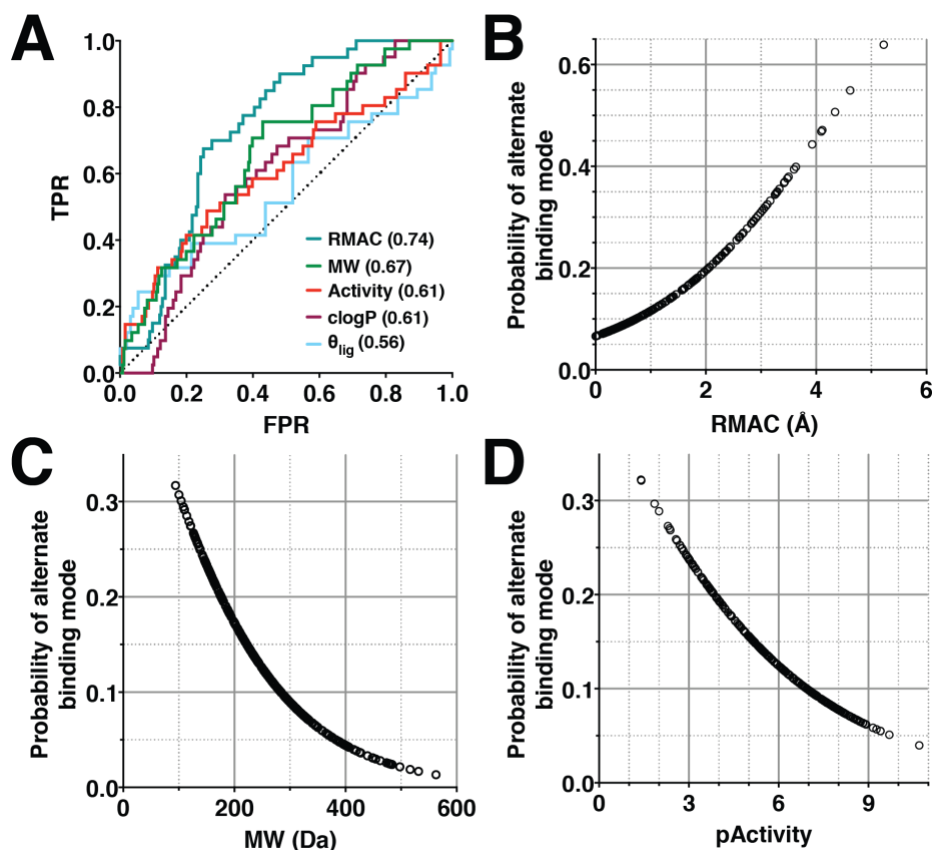 A
1.0
0.8
0.6
0.4
0.2
0.0
TPR
0.0 0.2 0.4 0.6 0.8 1.0
FPR
RMAC (0.74)
MW (0.67)
Activity (0.61)
clogP (0.61)
θlig (0.56)
B
0.6
0.4
0.2
0.0
Probability of alternate
binding mode
0 2 4 6
RMAC (Å)
C
0.3
0.2
0.1
0.0
Probability of alternate
binding mode
0 200 400 600
MW (Da)
D
0.3
0.2
0.1
0.0
Probability of alternate
binding mode
0 3 6 9
pActivity